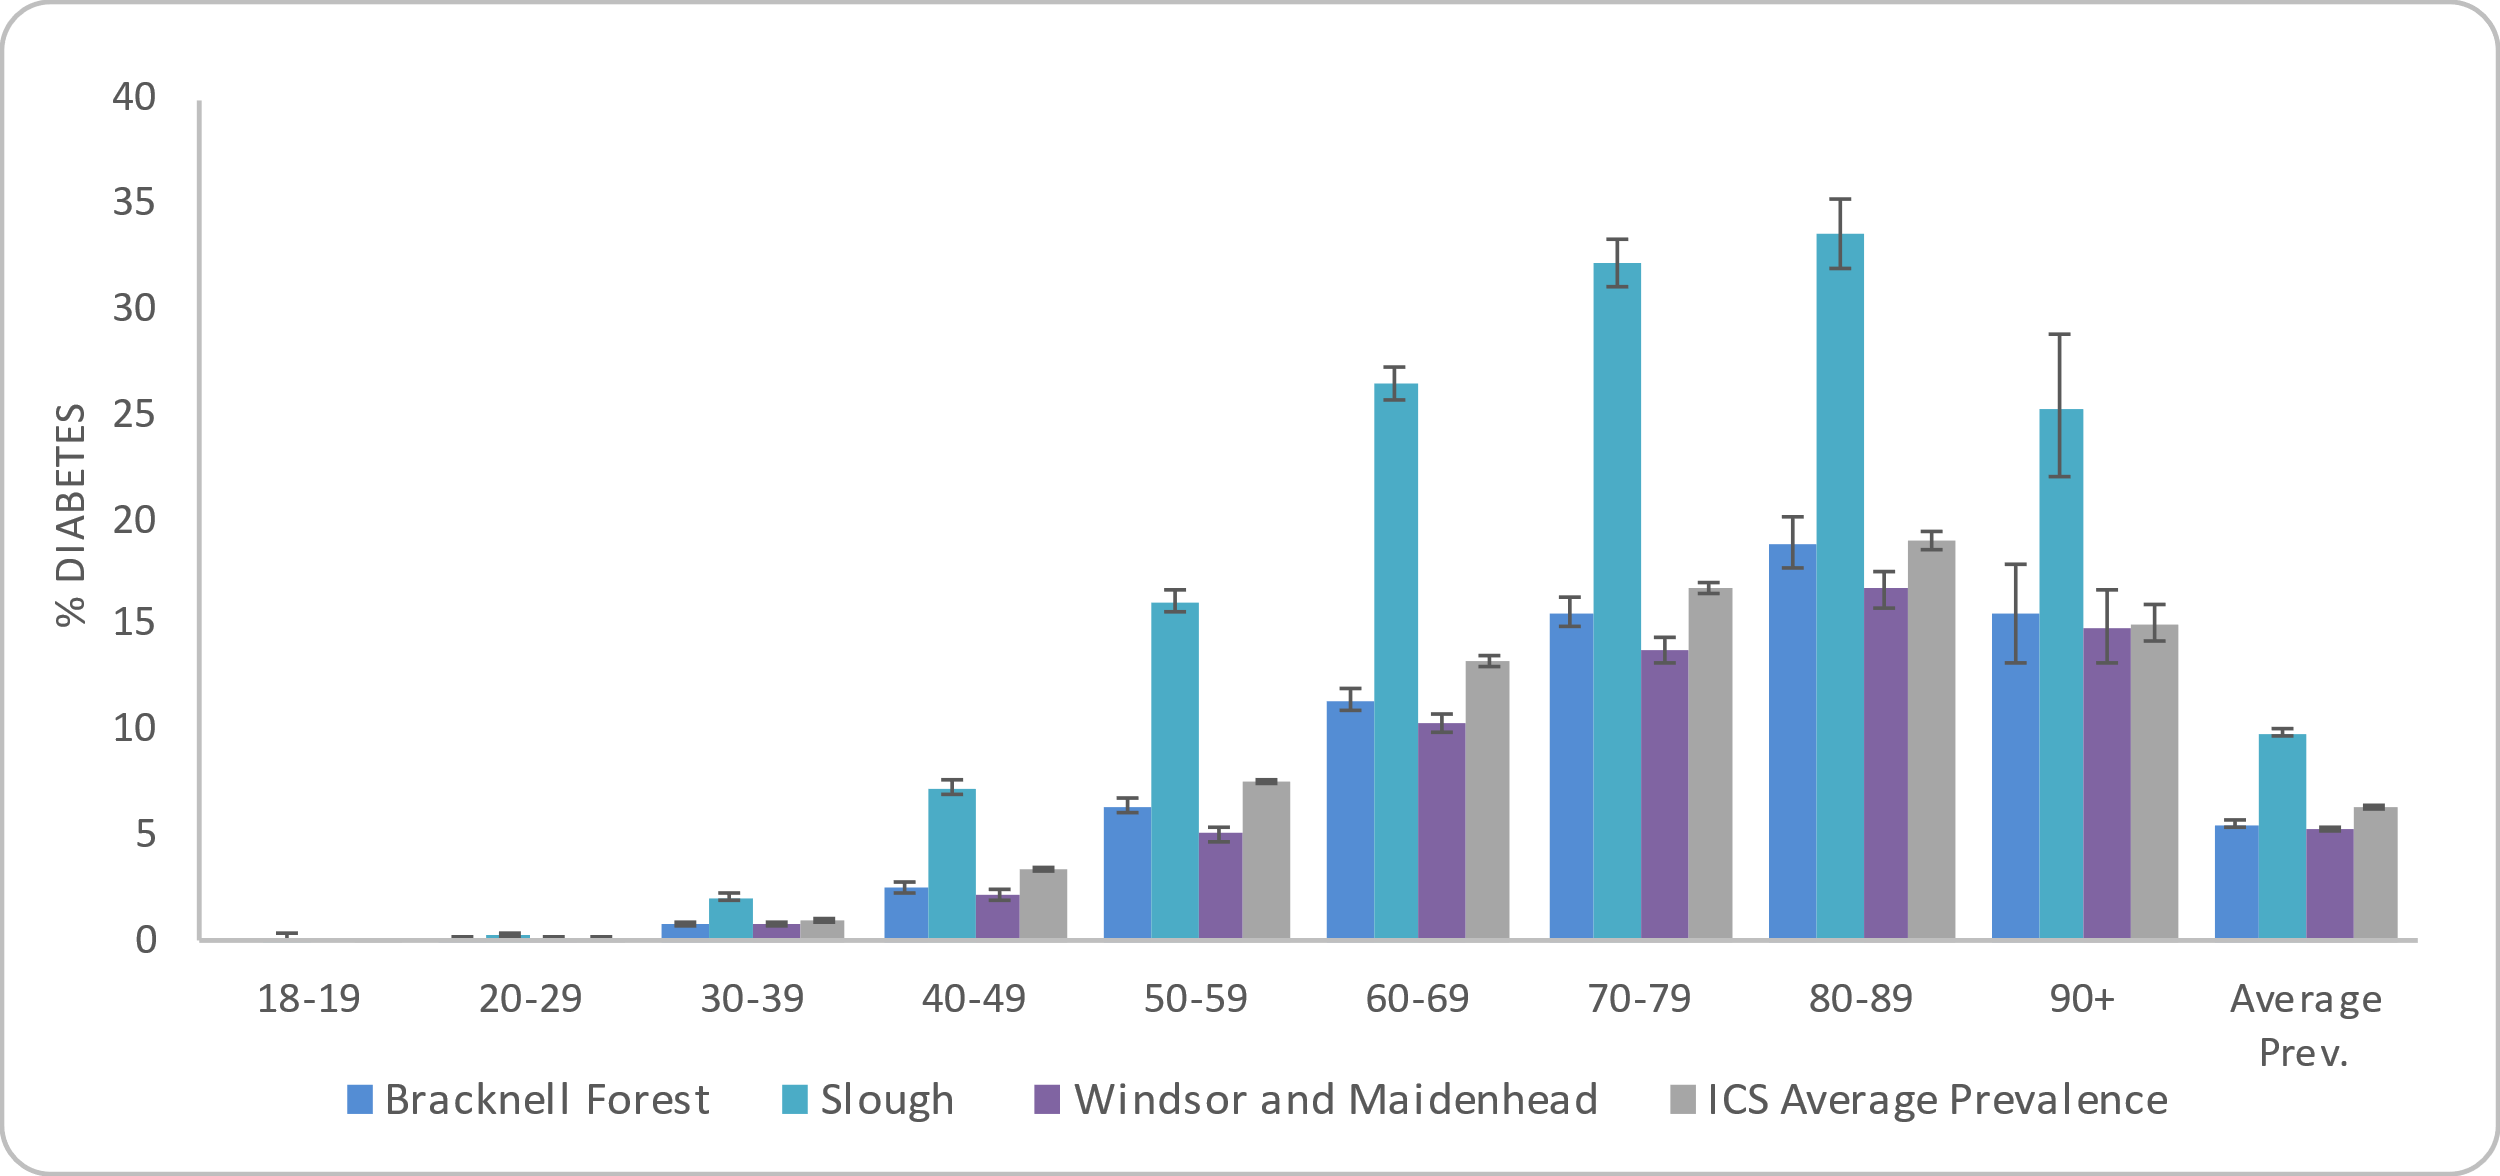 40
35
30
25
20
15
10
5
0
% DIABETES
18-19 20-29 30-39 40-49 50-59 60-69 70-79 80-89 90+ Average
Prev.
Bracknell Forest Slough Windsor and Maidenhead ICS Average Prevalence